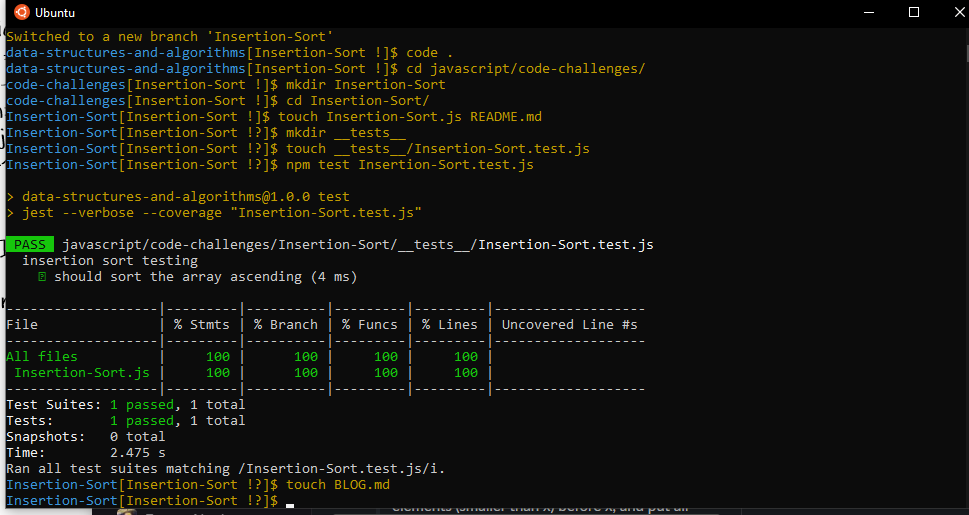 Ubuntu
Switched to a new branch 'Insertion-Sort'
data-structures-and-algorithms[Insertion-Sort !]$ code .
data-structures-and-algorithms[Insertion-Sort !]$ cd javascript/code-challenges/
code-challenges[Insertion-Sort !]$ mkdir Insertion-Sort
code-challenges[Insertion-Sort !]$ cd Insertion-Sort/
Insertion-Sort[Insertion-Sort !]$ touch Insertion-Sort.js README.md
Insertion-Sort[Insertion-Sort !?]$ mkdir __tests__
Insertion-Sort[Insertion-Sort !?]$ touch __tests__/Insertion-Sort.test.js
Insertion-Sort[Insertion-Sort !?]$ npm test Insertion-Sort.test.js
> data-structures-and-algorithms@1.0.0 test
> jest --verbose --coverage "Insertion-Sort.test.js"
PASS javascript/code-challenges/Insertion-Sort/__tests__/Insertion-Sort.test.js
insertion sort testing
should sort the array ascending (4 ms)
-------------------|---------|----------|---------|---------|-------------------
File | % Stmts | % Branch | % Funcs | % Lines | Uncovered Line #s
-------------------|---------|----------|---------|---------|-------------------
All files | 100 | 100 | 100 | 100 |
Insertion-Sort.js | 100 | 100 | 100 | 100 |
-------------------|---------|----------|---------|---------|-------------------
Test Suites: 1 passed, 1 total
Tests: 1 passed, 1 total
Snapshots: 0 total
Time: 2.475 s
Ran all test suites matching /Insertion-Sort.test.js/i.
Insertion-Sort[Insertion-Sort !?]$ touch BLOG.md
Insertion-Sort[Insertion-Sort !?]$
elements (smaller than x) before x, and put all